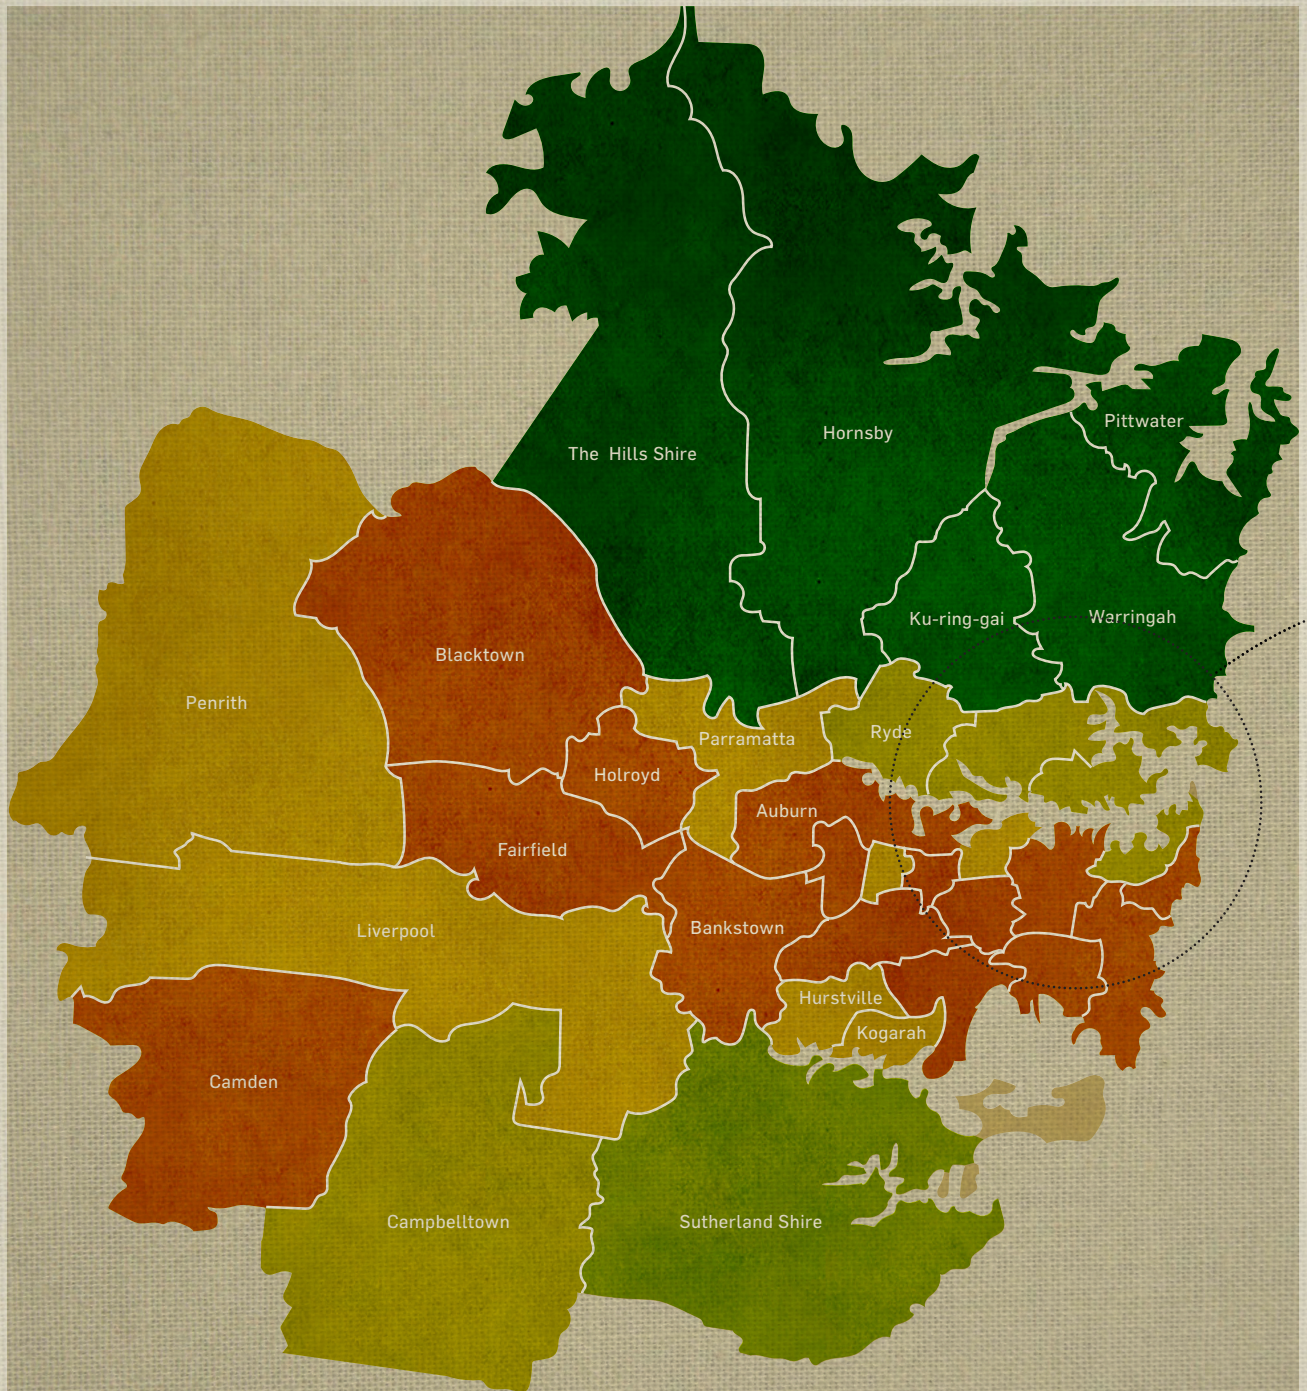 Pittwater
Hornsby
The Hills Shire
Warringah
Ku-ring-gai
Blacktown
Penrith
Ryde
Parramatta
Holroyd
Auburn
Fairfield
Bankstown
Liverpool
Hurstville
Kogarah
Camden
Campbelltown
Sutherland Shire